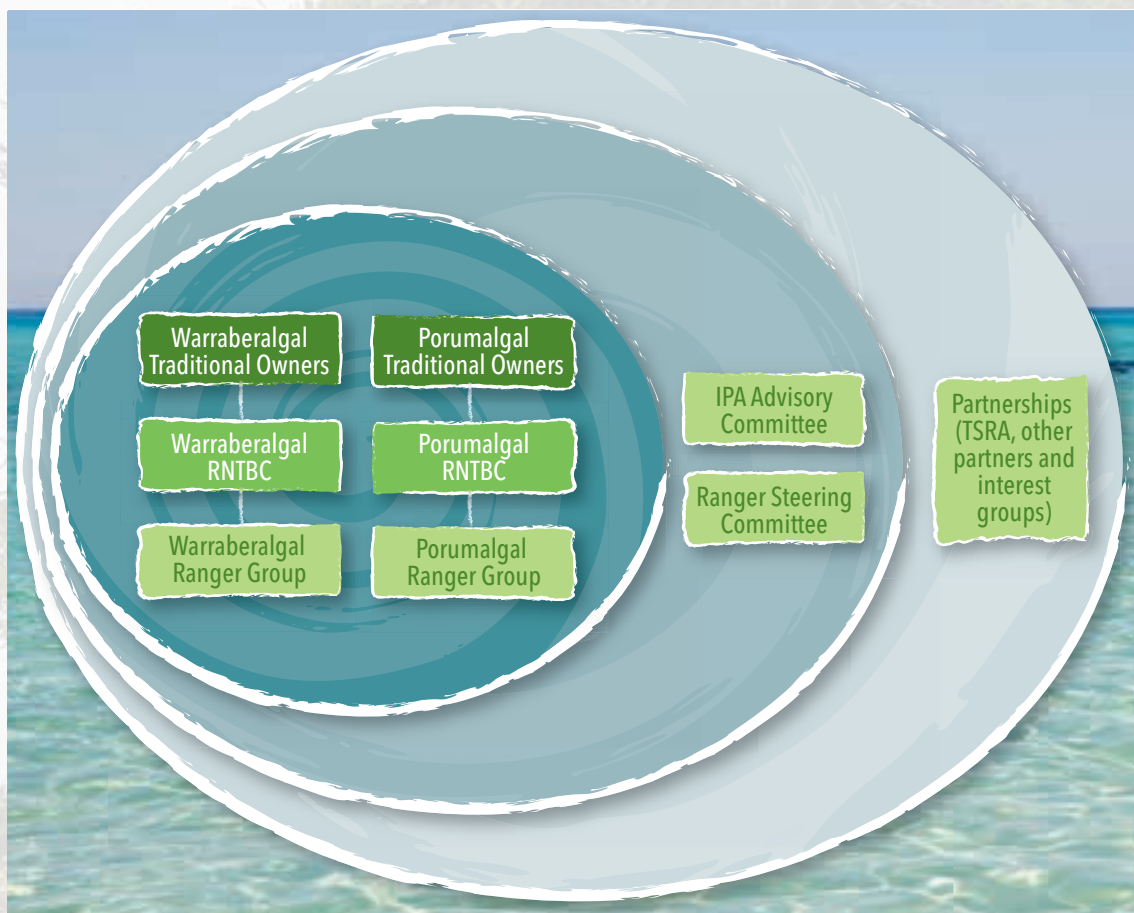 Warraberalgal
Traditional Owners
Porumalgal
Traditional Owners
Warraberalgal
RNTBC
Porumalgal
RNTBC
Warraberalgal
Ranger Group
Porumalgal
Ranger Group
IPA Advisory
Committee
Ranger Steering
Committee
Partnerships
(TSRA, other
partners and
interest
groups)